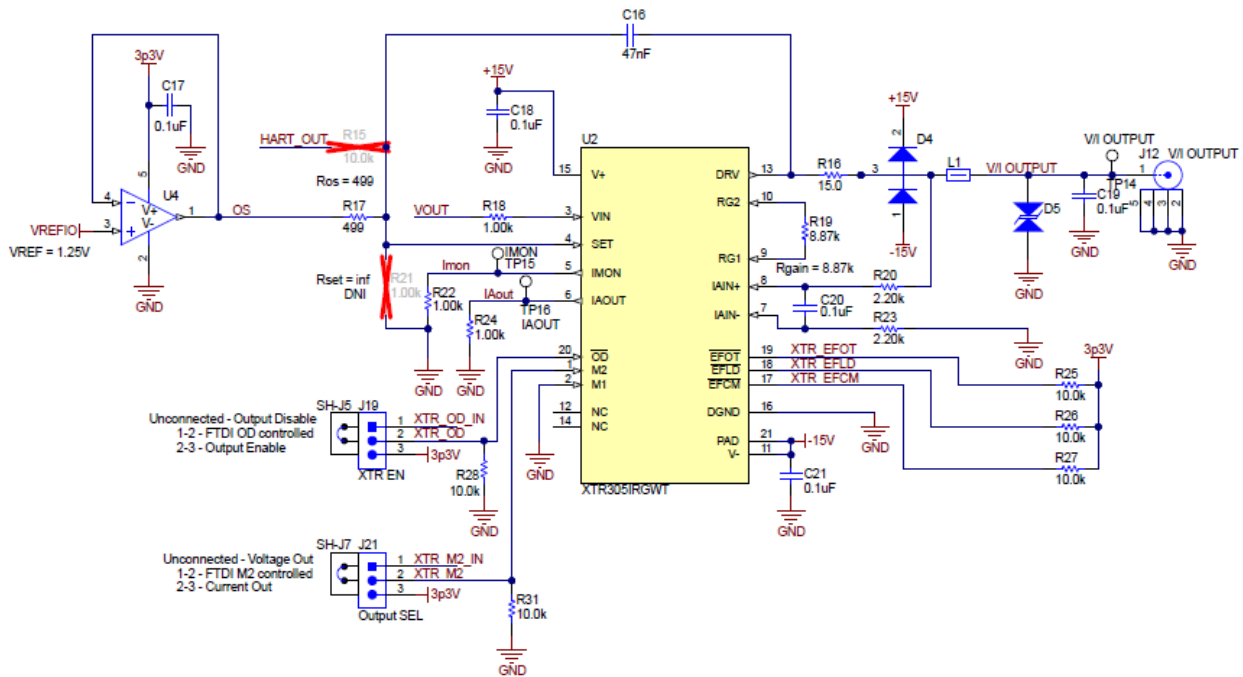 C16
47nF
3p3V
C17
0.1uF
GND
+15V
C18
0.1uF
GND
U2
HART_OUT
R15
10.0k
Ros = 499
4
5
U4
V+
V-
1
OS
R17
499
VREFIO
3
VREF = 1.25V
2
GND
VOUT
R18
1.00k
15
V+
3
VIN
4
SET
5
IMON
6
IAOUT
20
OD
1
M2
2
M1
12
NC
14
NC
DRV
13
RG2
10
RG1
9
IAIN+
8
IAIN-
7
EFOT
19
EFLD
18
EFCM
17
DGND
16
PAD
21
V-
11
XTR305IRGWT
IMON
TP15
Imon
IAout
TP16
IAOUT
Rset = inf
DNI
R21
1.00k
R22
1.00k
R24
1.00k
GND
GND
GND
R16
15.0
+15V
2
D4
3
1
-15V
L1
V/I OUTPUT
V/I OUTPUT
TP14
J12
V/I OUTPUT
1
5
4
3
2
GND
C19
0.1uF
GND
D5
GND
R19
8.87k
Rgain = 8.87k
R20
2.20k
C20
0.1uF
R23
2.20k
GND
XTR_EFOT
XTR_EFLD
XTR_EFCM
3p3V
R25
10.0k
R26
10.0k
R27
10.0k
GND
-15V
C21
0.1uF
GND
SH-J5
J19
Unconnected - Output Disable
1-2 - FTDI OD controlled
2-3 - Output Enable
1
XTR_OD_IN
2
XTR_OD
3
3p3V
XTR EN
R28
10.0k
GND
SH-J7
J21
Unconnected - Voltage Out
1-2 - FTDI M2 controlled
2-3 - Current Out
1
XTR_M2_IN
2
XTR_M2
3
3p3V
Output SEL
R31
10.0k
GND